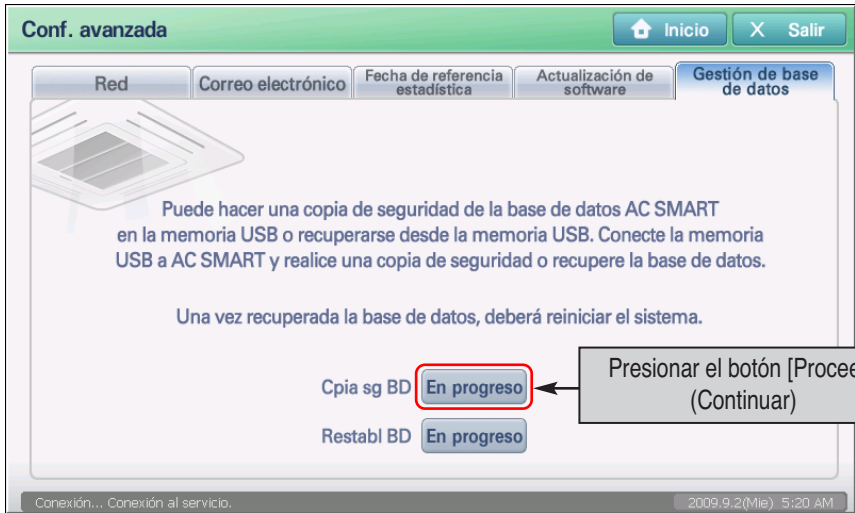 Conf. avanzada
Inicio
X Salir
Red
Correo electrónico
Fecha de referencia
estadística
Actualización de
software
Gestión de base
de datos
Puede hacer una copia de seguridad de la base de datos AC SMART
en la memoria USB o recuperarse desde la memoria USB. Conecte la memoria
USB a AC SMART y realice una copia de seguridad o recupere la base de datos.
Una vez recuperada la base de datos, deberá reiniciar el sistema.
Cpia sg BD En progreso
Presionar el botón [Procee
(Continuar)
Restabl BD En progreso
Conexión... Conexión al servicio.
2009.9.2(Mie) 5:20 AM